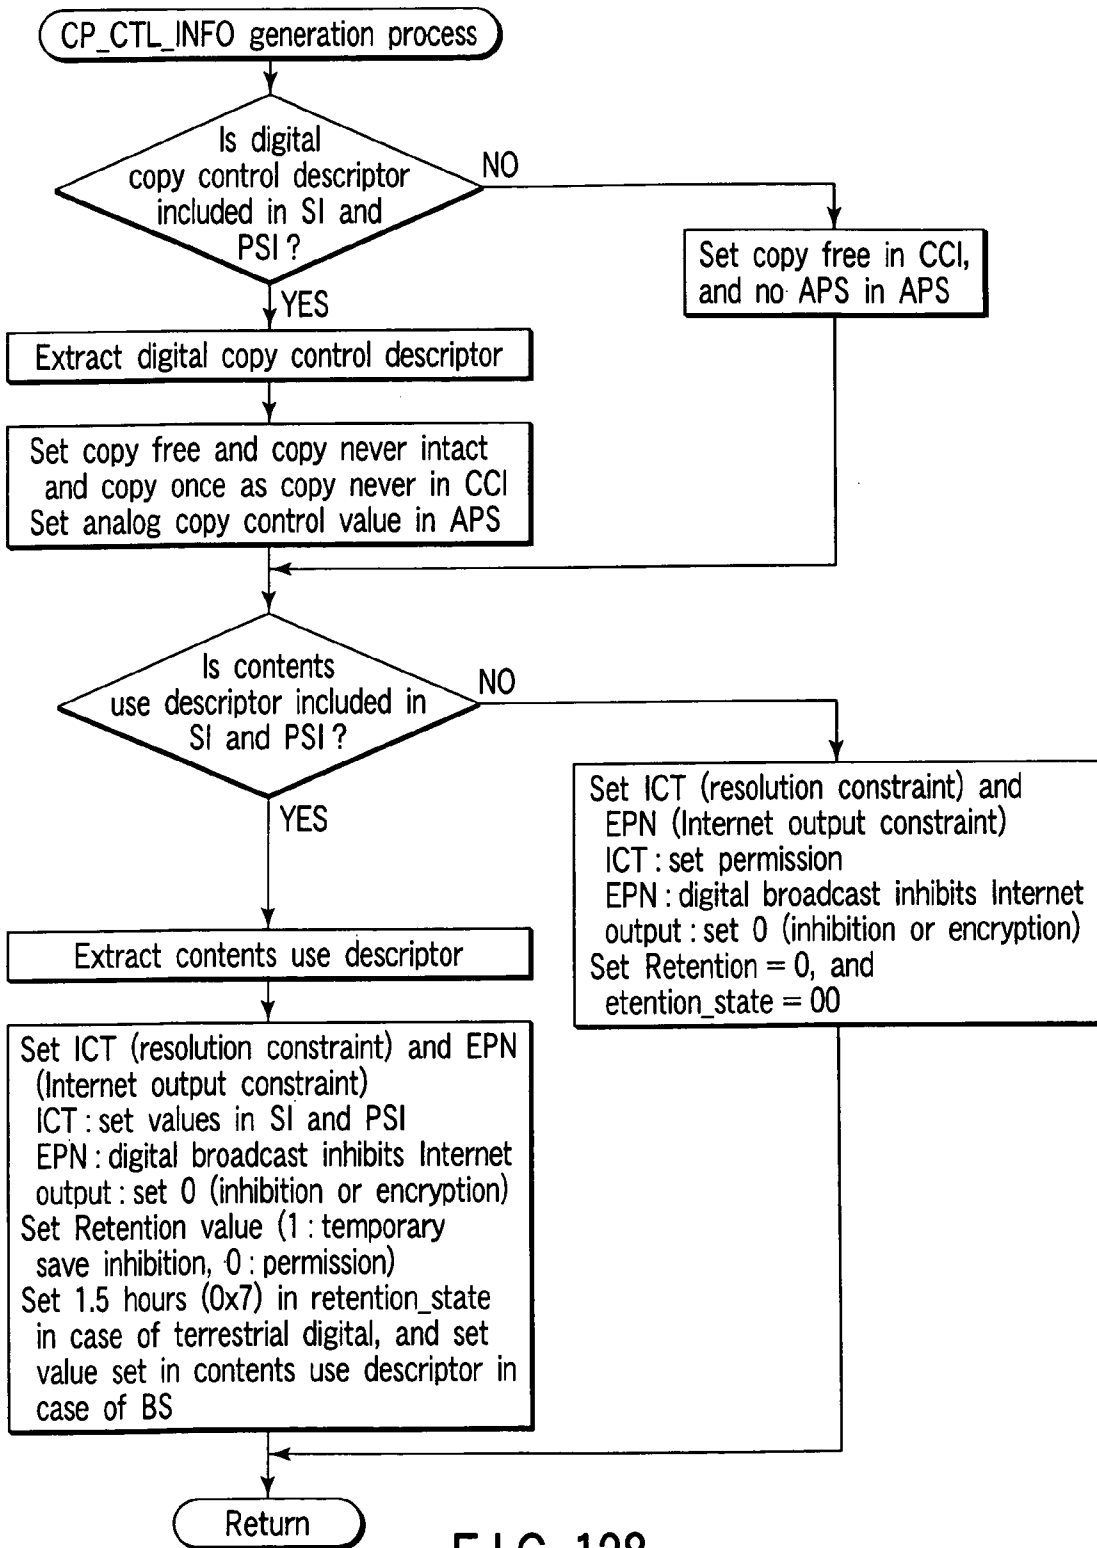 CP_CTL_INFO generation process
Is digital
copy control descriptor
included in SI and
PSI?
NO
YES
Set copy free in CCI,
and no APS in APS
Extract digital copy control descriptor
Set copy free and copy never intact
and copy once as copy never in CCI
Set analog copy control value in APS
Is contents
use descriptor included in
SI and PSI?
NO
YES
Set ICT (resolution constraint) and
EPN (Internet output constraint)
ICT : set permission
EPN : digital broadcast inhibits Internet
output : set 0 (inhibition or encryption)
Set Retention = 0, and
etention_state = 00
Extract contents use descriptor
Set ICT (resolution constraint) and EPN
(Internet output constraint)
ICT : set values in SI and PSI
EPN : digital broadcast inhibits Internet
output : set 0 (inhibition or encryption)
Set Retention value (1 : temporary
save inhibition, 0 : permission)
Set 1.5 hours (0x7) in retention_state
in case of terrestrial digital, and set
value set in contents use descriptor in
case of BS
Return